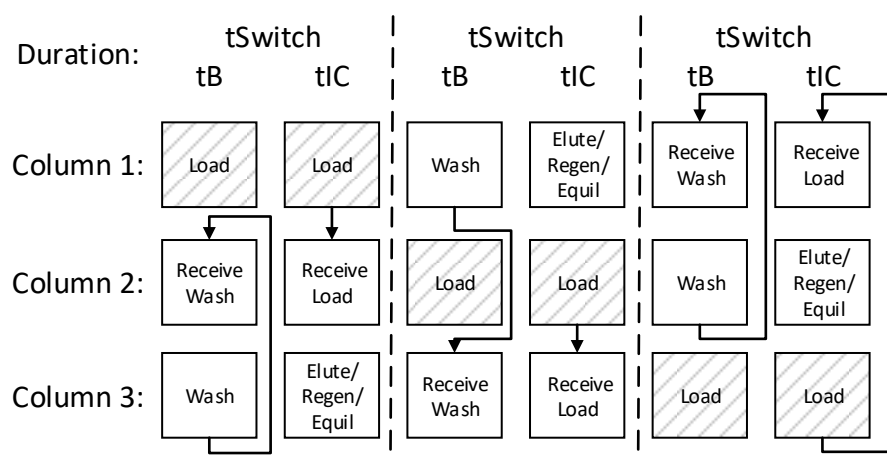 tSwitch tSwitch tSwitch
Duration:
tB tIC tB tIC tB tIC
Column 1:
Load
Load
Wash
Elute/
Regen/
Equil
Receive
Wash
Receive
Load
Column 2:
Receive
Wash
Receive
Load
Load
Load
Wash
Elute/
Regen/
Equil
Column 3:
Wash
Elute/
Regen/
Equil
Receive
Wash
Receive
Load
Load
Load